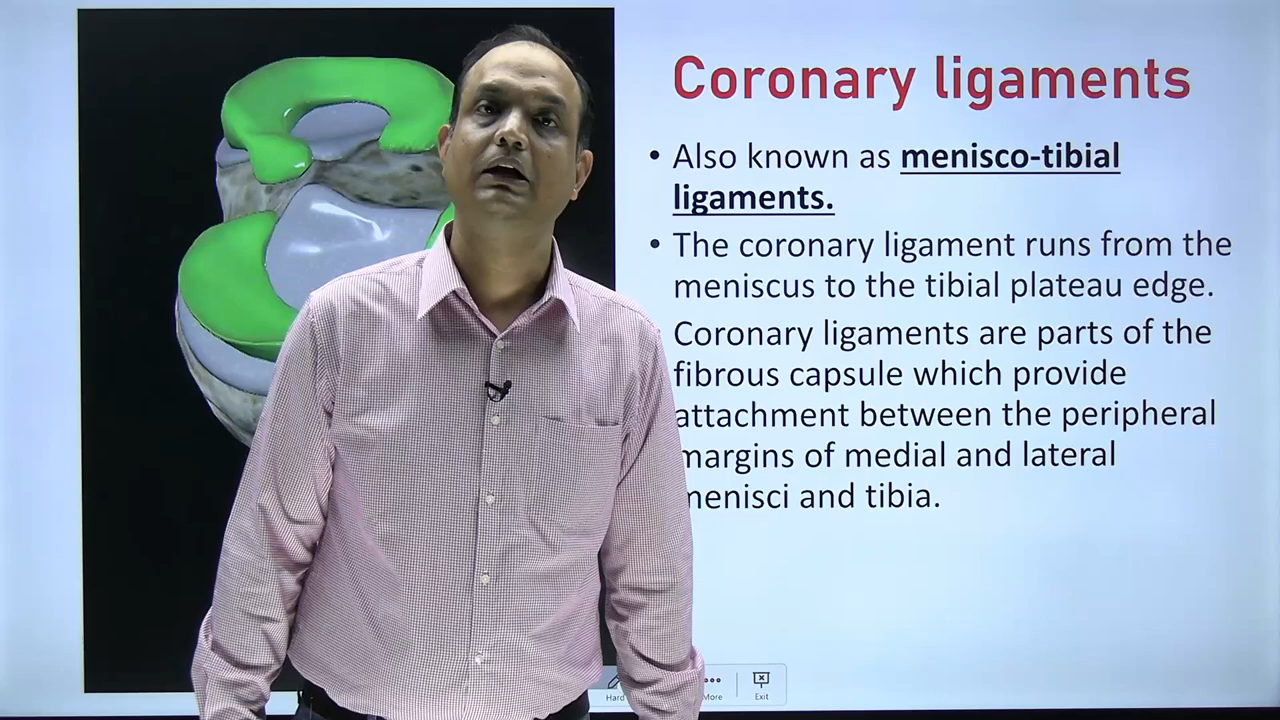 Coronary ligaments
• Also known as menisco-tibial
ligaments.
• The coronary ligament runs from the
meniscus to the tibial plateau edge.
Coronary ligaments are parts of the
fibrous capsule which provide
attachment between the peripheral
margins of medial and lateral
menisci and tibia.
Hard
More
Exit